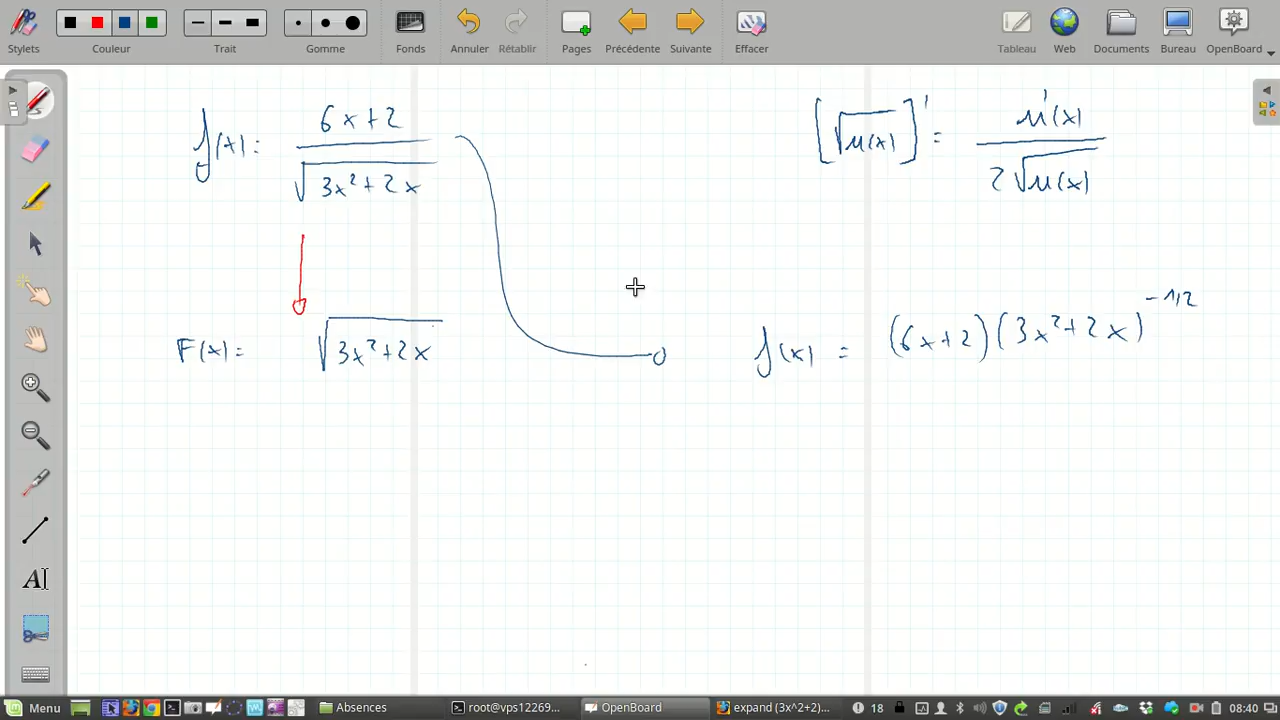 Stylets Couleur Trait Gomme Fonds Annuler Rétablir Pages Précédente Suivante Effacer Tableau Web Documents Bureau OpenBoard
f(x) = (6x+2)/√(3x²+2x)
[√u(x)]' = u'(x)/(2√u(x))
F(x) = √(3x²+2x)
f(x) = (6x+2)(3x²+2x)^(-1/2)
A
Menu Absences root@vps12269... OpenBoard expand (3x^2+2)... 18 100% 08:40